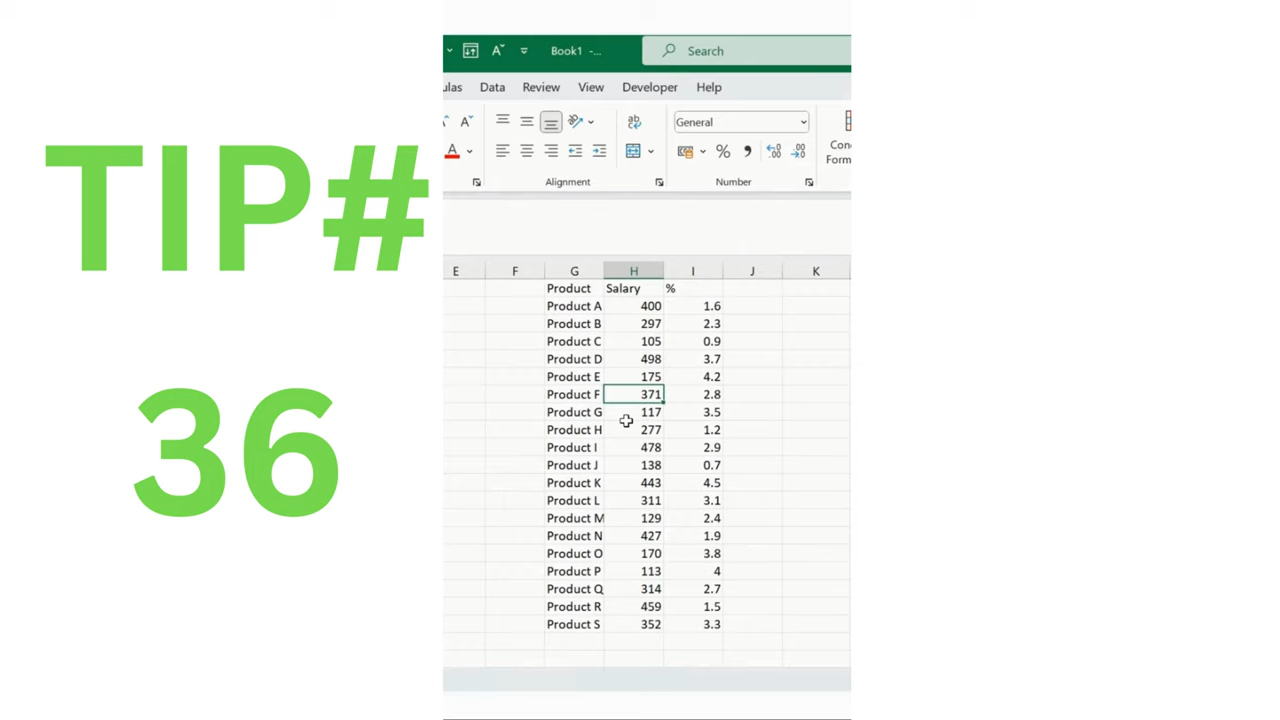 TIP#
36
Book1 -...
Search
ulas Data Review View Developer Help
General
Con
Form
Alignment
Number
E F G H I J K
Product Salary %
Product A 400 1.6
Product B 297 2.3
Product C 105 0.9
Product D 498 3.7
Product E 175 4.2
Product F 371 2.8
Product G 117 3.5
Product H 277 1.2
Product I 478 2.9
Product J 138 0.7
Product K 443 4.5
Product L 311 3.1
Product M 129 2.4
Product N 427 1.9
Product O 170 3.8
Product P 113 4
Product Q 314 2.7
Product R 459 1.5
Product S 352 3.3